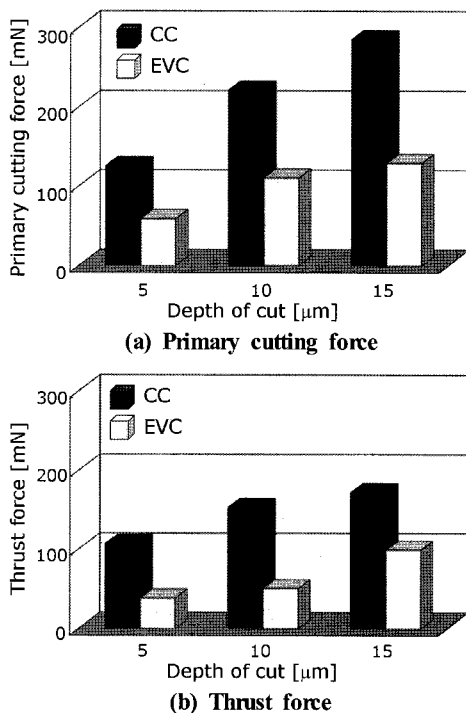 Primary cutting force [mN]
300
200
100
0
CC
EVC
5 10 15
Depth of cut [μm]
(a) Primary cutting force
Thrust force [mN]
300
200
100
0
CC
EVC
5 10 15
Depth of cut [μm]
(b) Thrust force